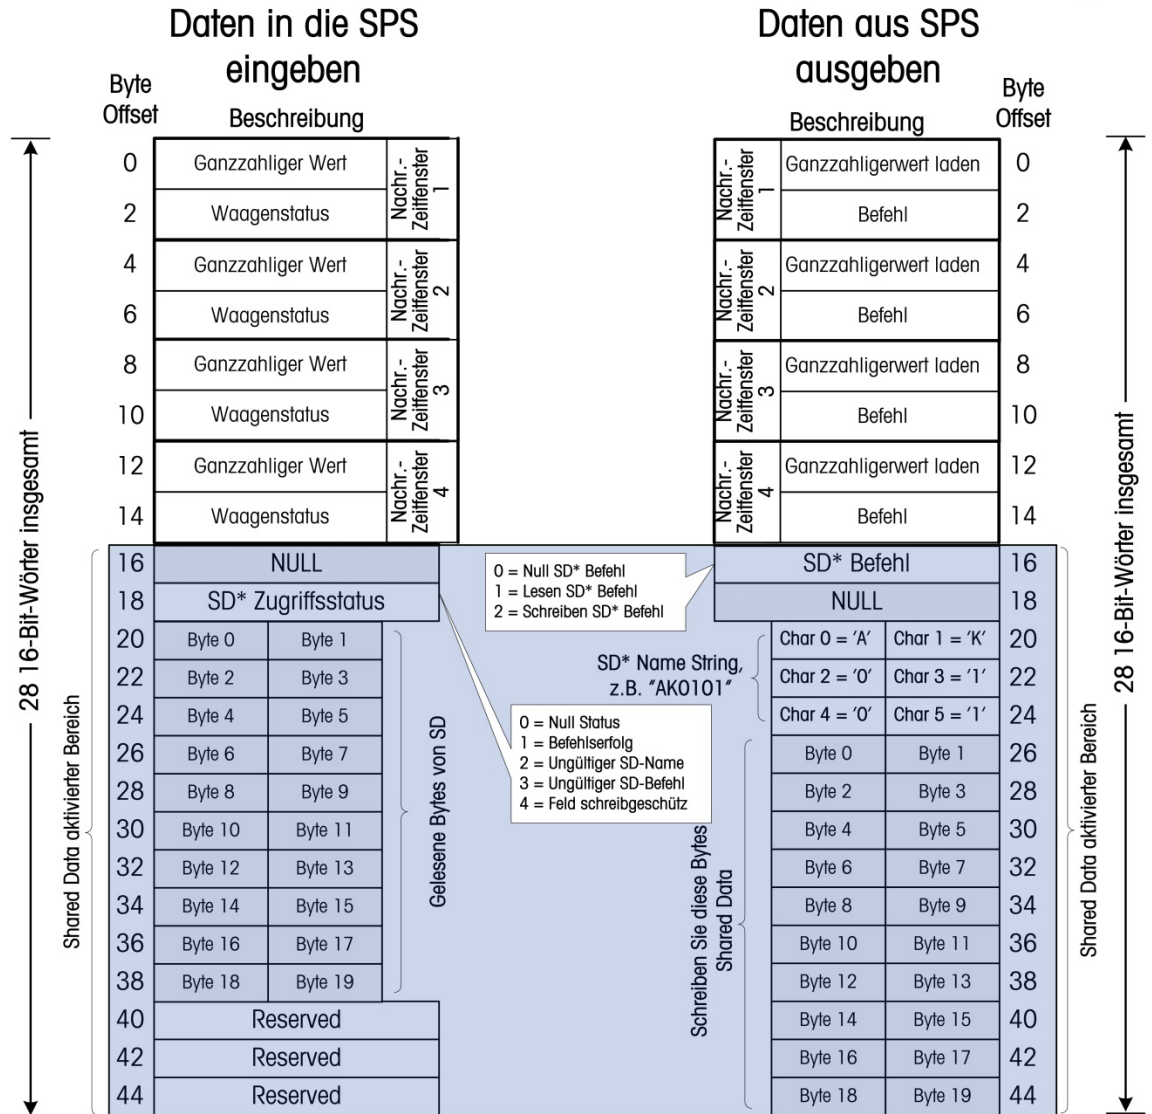 Daten in die SPS
eingeben
Daten aus SPS
ausgeben
Byte
Offset
Beschreibung
Beschreibung
Byte
Offset
28 16-Bit-Wörter insgesamt
0
Ganzzahliger Wert
2
Waagenstatus
Nachr.-
Zeitfenster
1
4
Ganzzahliger Wert
6
Waagenstatus
Nachr.-
Zeitfenster
2
8
Ganzzahliger Wert
10
Waagenstatus
Nachr.-
Zeitfenster
3
12
Ganzzahliger Wert
14
Waagenstatus
Nachr.-
Zeitfenster
4
Shared Data aktivierter Bereich
16 NULL
18 SD* Zugriffsstatus
20 Byte 0 Byte 1
22 Byte 2 Byte 3
24 Byte 4 Byte 5
26 Byte 6 Byte 7
28 Byte 8 Byte 9
30 Byte 10 Byte 11
32 Byte 12 Byte 13
34 Byte 14 Byte 15
36 Byte 16 Byte 17
38 Byte 18 Byte 19
40 Reserved
42 Reserved
44 Reserved
Gelesene Bytes von SD
0 = Null SD* Befehl
1 = Lesen SD* Befehl
2 = Schreiben SD* Befehl
SD* Name String,
z.B. "AK0101"
0 = Null Status
1 = Befehlserfolg
2 = Ungültiger SD-Name
3 = Ungültiger SD-Befehl
4 = Feld schreibgeschütz
Schreiben Sie diese Bytes
Shared Data
Nachr.-
Zeitfenster
1
Ganzzahligerwert laden
0
Befehl
2
Nachr.-
Zeitfenster
2
Ganzzahligerwert laden
4
Befehl
6
Nachr.-
Zeitfenster
3
Ganzzahligerwert laden
8
Befehl
10
Nachr.-
Zeitfenster
4
Ganzzahligerwert laden
12
Befehl
14
SD* Befehl 16
NULL 18
Char 0 = 'A' Char 1 = 'K' 20
Char 2 = '0' Char 3 = '1' 22
Char 4 = '0' Char 5 = '1' 24
Byte 0 Byte 1 26
Byte 2 Byte 3 28
Byte 4 Byte 5 30
Byte 6 Byte 7 32
Byte 8 Byte 9 34
Byte 10 Byte 11 36
Byte 12 Byte 13 38
Byte 14 Byte 15 40
Byte 16 Byte 17 42
Byte 18 Byte 19 44
Shared Data aktivierter Bereich
28 16-Bit-Wörter insgesamt